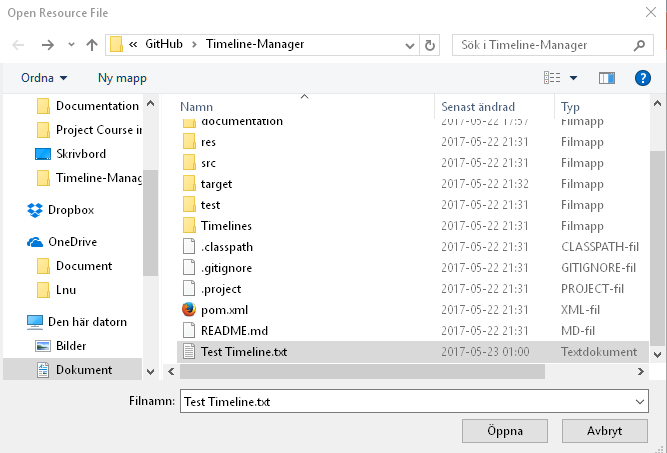 Open Resource File
« GitHub › Timeline-Manager
Sök i Timeline-Manager
Ordna
Ny mapp
Documentation
Project Course in
Skrivbord
Timeline-Manag
Dropbox
OneDrive
Document
Lnu
Den här datorn
Bilder
Dokument
Namn Senast ändrad Typ
documentation 2017-05-22 17:57 Filmapp
res 2017-05-22 21:31 Filmapp
src 2017-05-22 21:31 Filmapp
target 2017-05-22 21:32 Filmapp
test 2017-05-22 21:31 Filmapp
Timelines 2017-05-22 21:31 Filmapp
.classpath 2017-05-22 21:31 CLASSPATH-fil
.gitignore 2017-05-22 21:31 GITIGNORE-fil
.project 2017-05-22 21:31 PROJECT-fil
pom.xml 2017-05-22 21:31 XML-fil
README.md 2017-05-22 21:31 MD-fil
Test Timeline.txt 2017-05-23 01:00 Textdokument
Filnamn: Test Timeline.txt
Öppna Avbryt